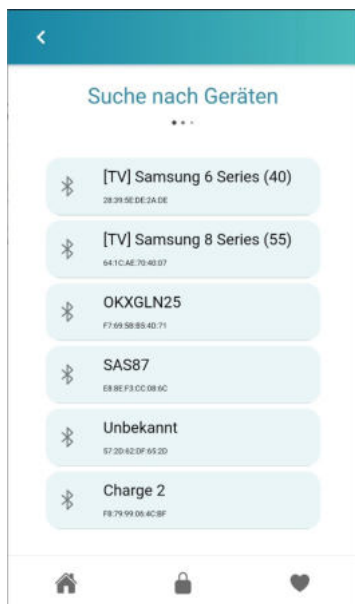 Suche nach Geräten
[TV] Samsung 6 Series (40)
28:39:5E:DE:2A:DE
[TV] Samsung 8 Series (55)
64:1C:AE:70:40:07
OKXGLN25
F7:69:5B:B5:4D:71
SAS87
E8:8E:F3:CC:08:6C
Unbekannt
57:2D:62:DF:65:2D
Charge 2
F8:79:99:06:4C:BF